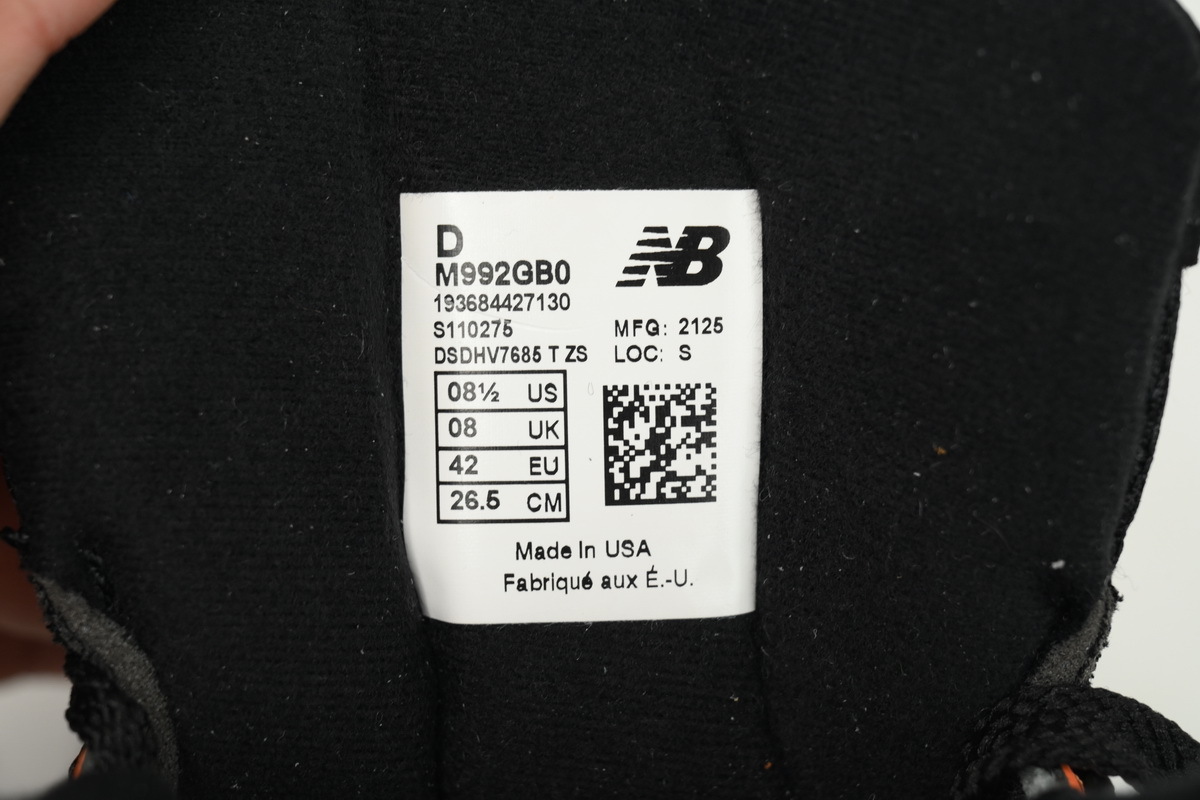 D
NB
M992GB0
193684427130
S110275
MFG: 2125
DSDHV7685 T ZS
LOC: S
08½ US
08 UK
42 EU
26.5 CM
Made In USA
Fabriqué aux É.-U.